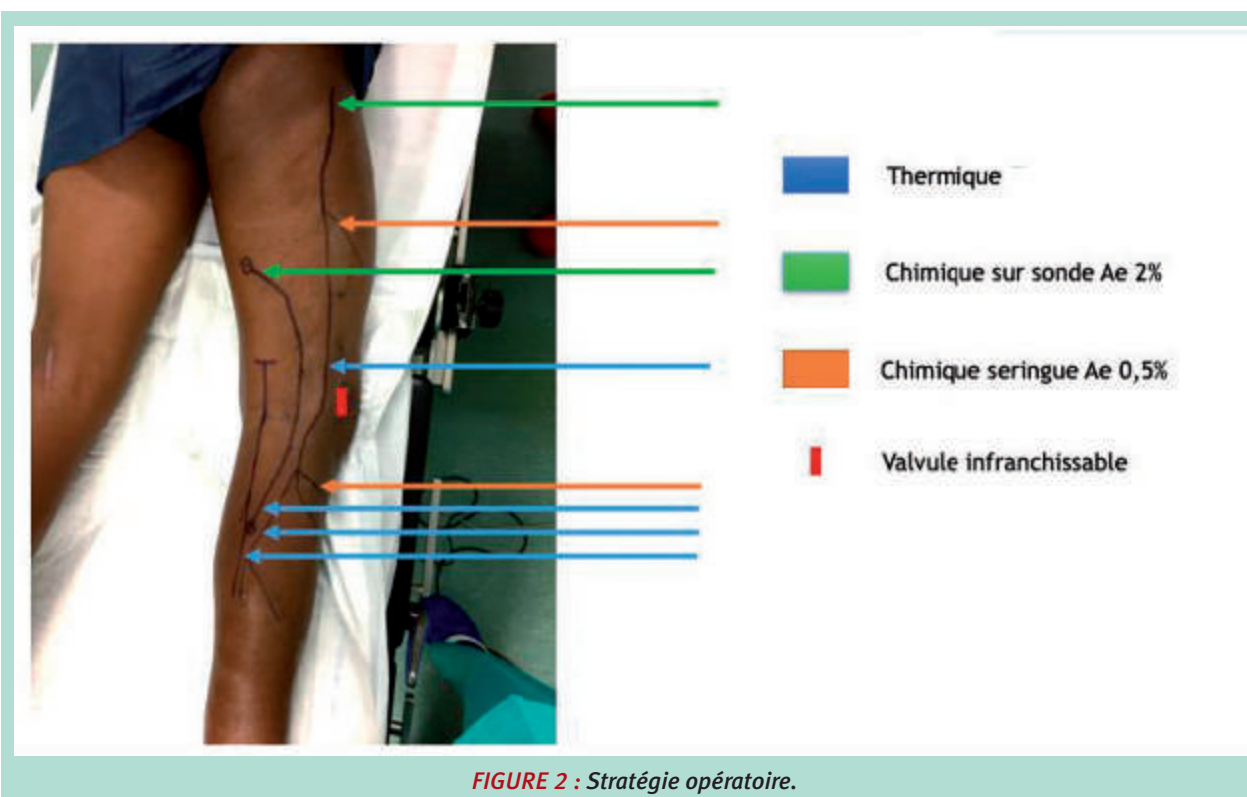 Thermique
Chimique sur sonde Ae 2%
Chimique seringue Ae 0,5%
Valvule infranchissable
FIGURE 2 : Stratégie opératoire.